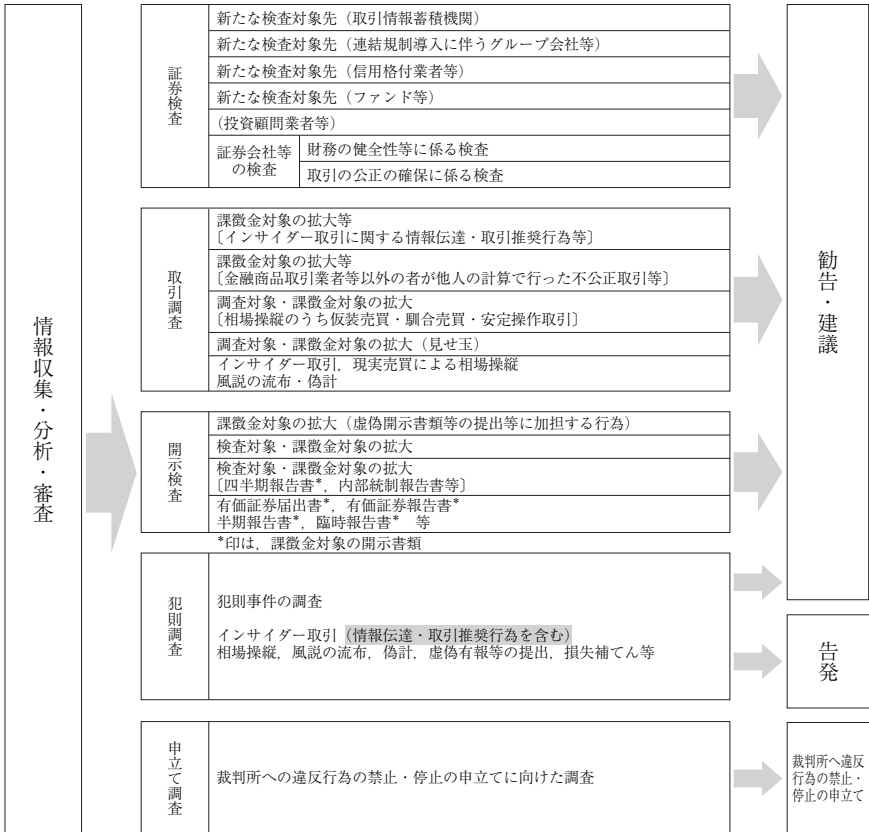 情報収集・分析・審査
証券検査
新たな検査対象先（取引情報蓄積機関）
新たな検査対象先（連結規制導入に伴うグループ会社等）
新たな検査対象先（信用格付業者等）
新たな検査対象先（ファンド等）
(投資顧問業者等)
証券会社等
の検査
財務の健全性等に係る検査
取引の公正の確保に係る検査
取引調査
課徴金対象の拡大等
〔インサイダー取引に関する情報伝達・取引推奨行為等〕
課徴金対象の拡大等
〔金融商品取引業者等以外の者が他人の計算で行った不公正取引等〕
調査対象・課徴金対象の拡大
〔相場操縦のうち仮装売買・馴合売買・安定操作取引〕
調査対象・課徴金対象の拡大（見せ玉）
インサイダー取引，現実売買による相場操縦
風説の流布・偽計
開示検査
課徴金対象の拡大（虚偽開示書類等の提出等に加担する行為）
検査対象・課徴金対象の拡大
検査対象・課徴金対象の拡大
〔四半期報告書*，内部統制報告書等〕
有価証券届出書*，有価証券報告書*
半期報告書*，臨時報告書*　等
*印は，課徴金対象の開示書類
犯則調査
犯則事件の調査
インサイダー取引（情報伝達・取引推奨行為を含む）
相場操縦，風説の流布，偽計，虚偽有報等の提出，損失補てん等
申立て調査
裁判所への違反行為の禁止・停止の申立てに向けた調査
勧告・建議
告発
裁判所へ違反
行為の禁止・
停止の申立て